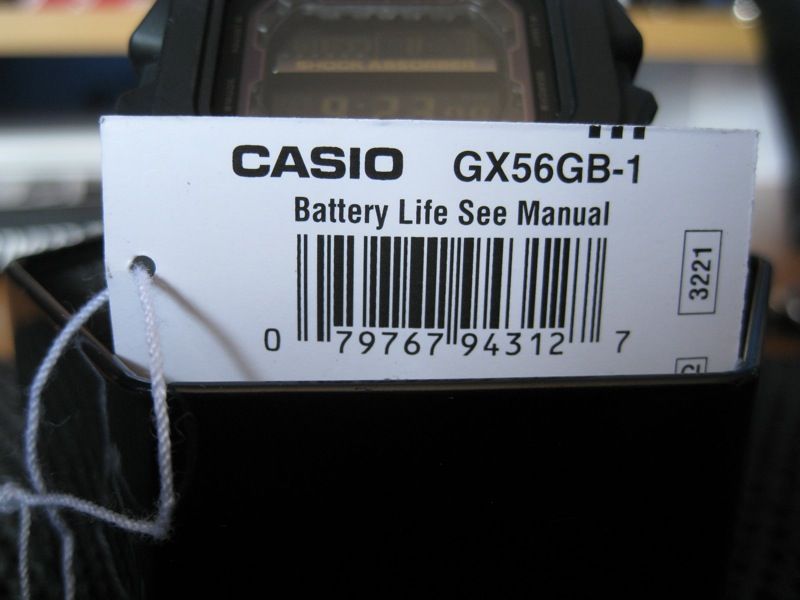 SHOCK ABSORBER
CASIO GX56GB-1
Battery Life See Manual
3221
0 79767 94312 7